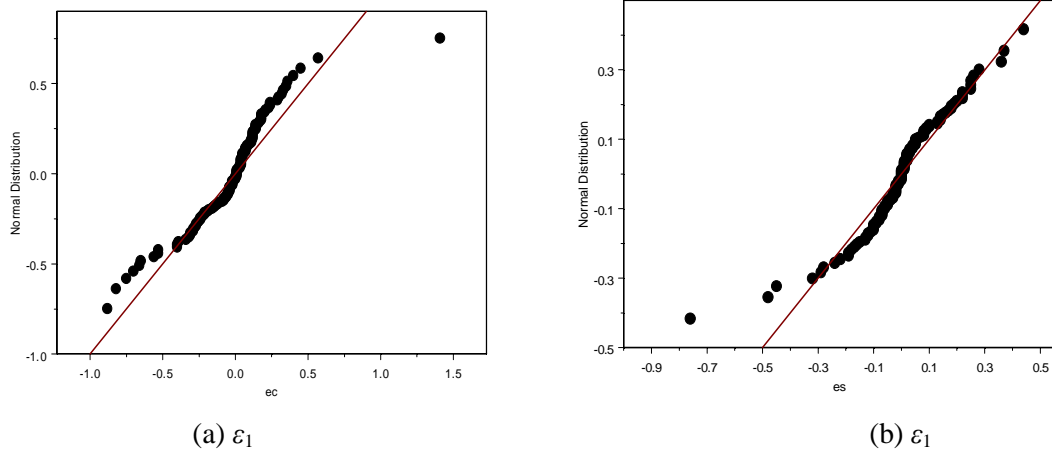 Normal Distribution
0.5
0.0
-0.5
-1.0
-1.0 -0.5 0.0 0.5 1.0 1.5
ec
(a) ε1
Normal Distribution
0.3
0.1
-0.1
-0.3
-0.5
-0.9 -0.7 -0.5 -0.3 -0.1 0.1 0.3 0.5
es
(b) ε1